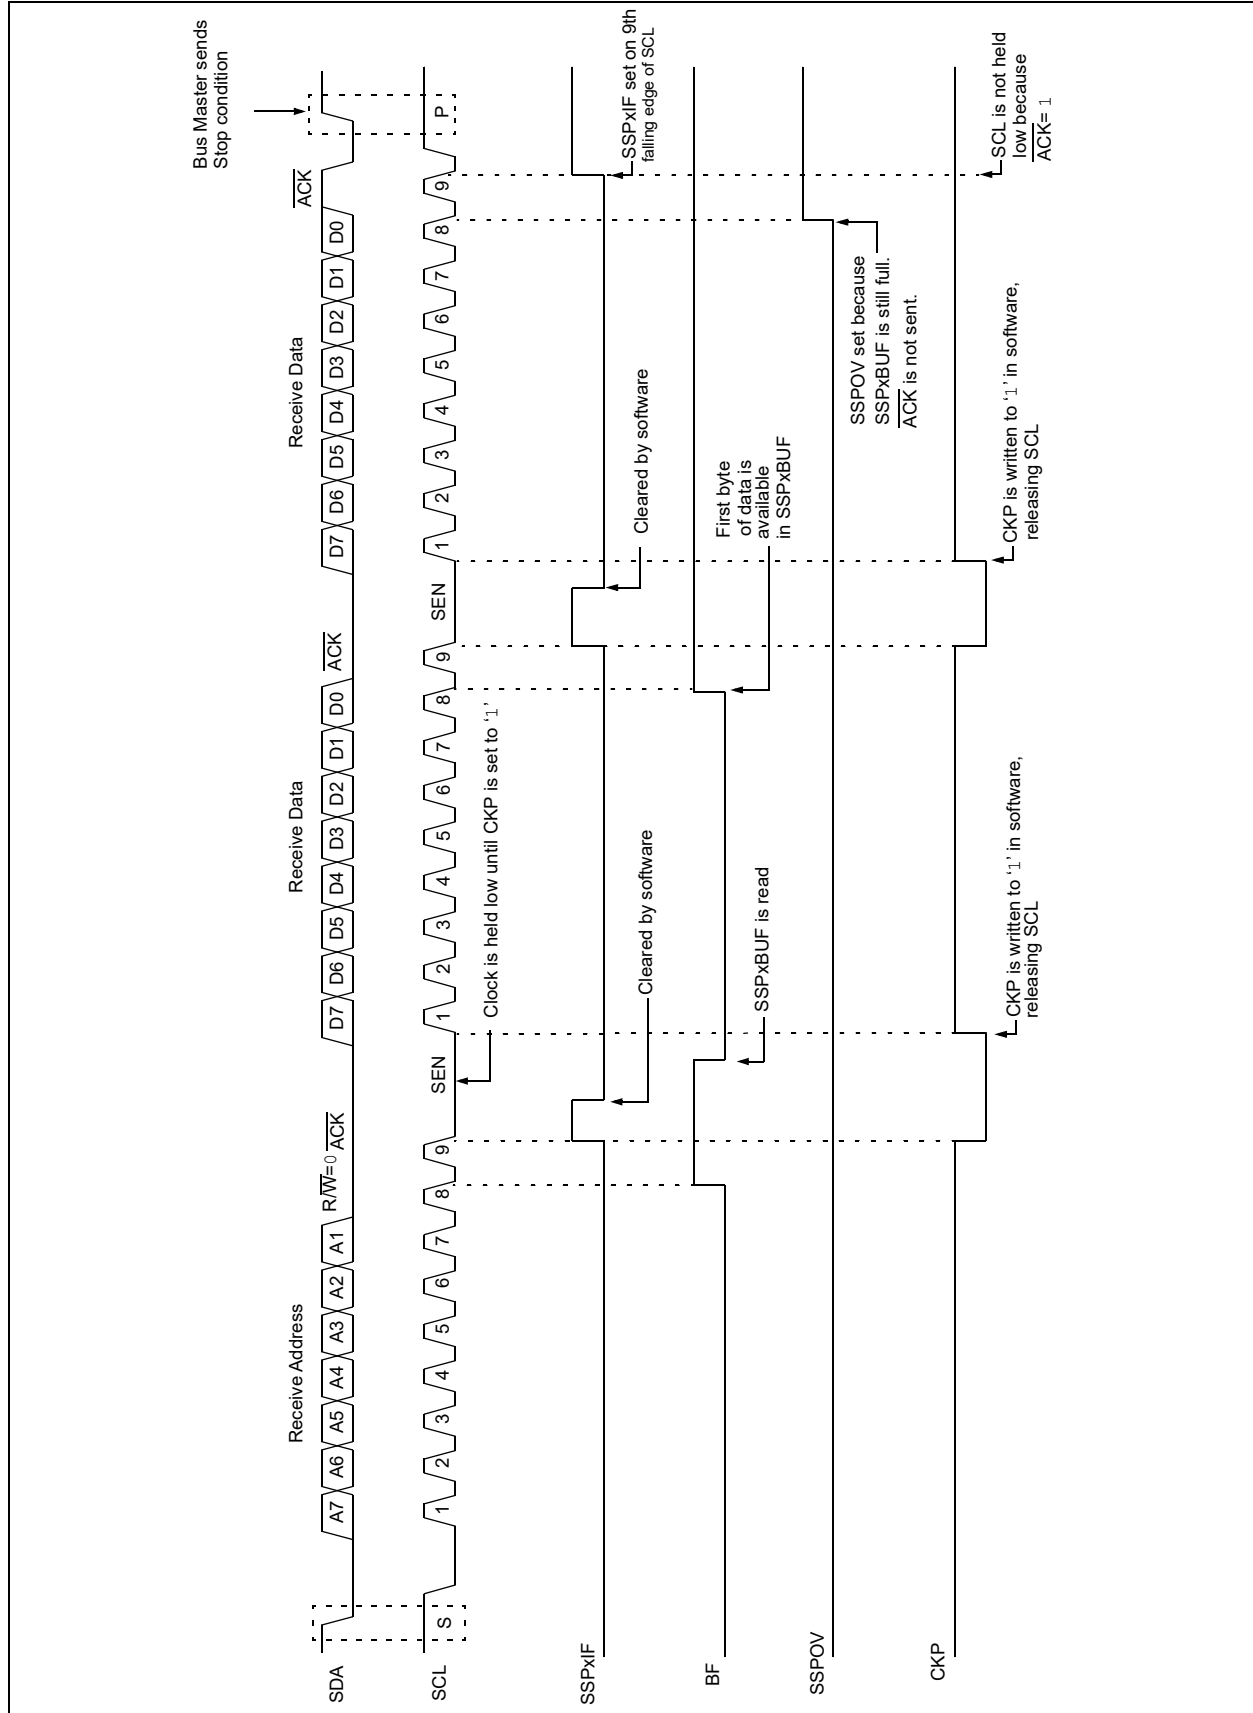 Bus Master sends
Stop condition
Receive Address
Receive Data
Receive Data
R/W=0
ACK
ACK
ACK
SDA
A7 A6 A5 A4 A3 A2 A1
D7 D6 D5 D4 D3 D2 D1 D0
D7 D6 D5 D4 D3 D2 D1 D0
SCL
S
1 2 3 4 5 6 7 8 9
SEN
1 2 3 4 5 6 7 8 9
SEN
1 2 3 4 5 6 7 8 9
P
Clock is held low until CKP is set to ‘1’
SSPxIF
Cleared by software
Cleared by software
SSPxIF set on 9th
falling edge of SCL
BF
SSPxBUF is read
First byte
of data is
available
in SSPxBUF
SSPOV
SSPOV set because
SSPxBUF is still full.
ACK is not sent.
CKP
CKP is written to ‘1’ in software,
releasing SCL
CKP is written to ‘1’ in software,
releasing SCL
SCL is not held
low because
ACK= 1